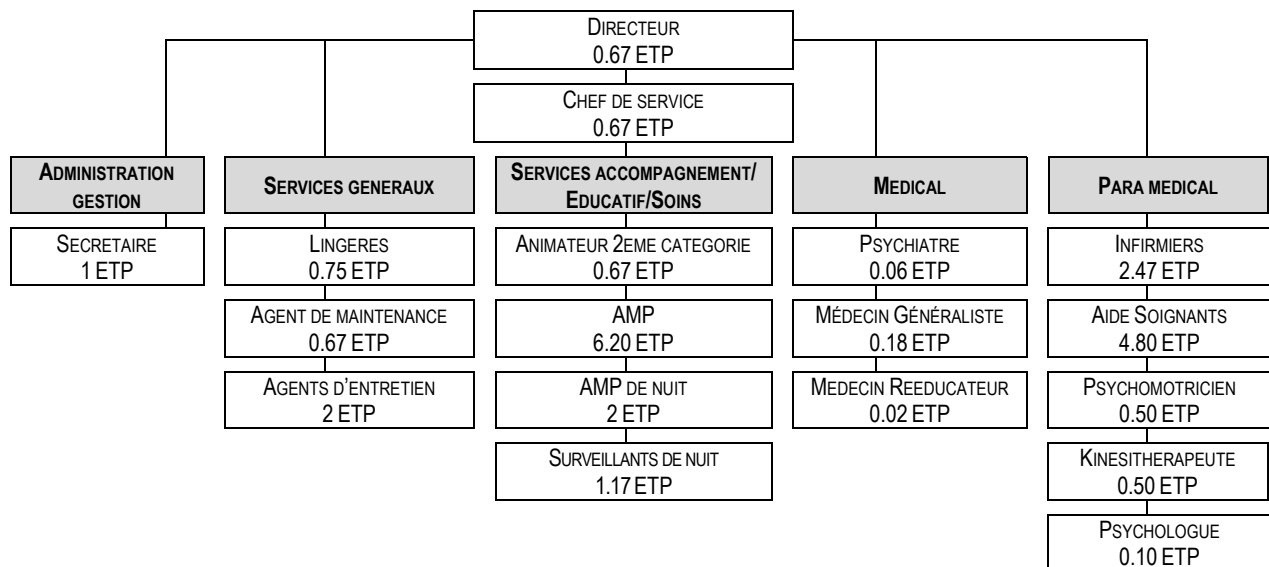 DIRECTEUR
0.67 ETP
CHEF DE SERVICE
0.67 ETP
ADMINISTRATION
GESTION
SECRETAIRE
1 ETP
SERVICES GENERAUX
LINGERES
0.75 ETP
AGENT DE MAINTENANCE
0.67 ETP
AGENTS D’ENTRETIEN
2 ETP
SERVICES ACCOMPAGNEMENT/
EDUCATIF/SOINS
ANIMATEUR 2EME CATEGORIE
0.67 ETP
AMP
6.20 ETP
AMP DE NUIT
2 ETP
SURVEILLANTS DE NUIT
1.17 ETP
MEDICAL
PSYCHIATRE
0.06 ETP
MÉDECIN GÉNÉRALISTE
0.18 ETP
MEDECIN REEDUCATEUR
0.02 ETP
PARA MEDICAL
INFIRMIERS
2.47 ETP
AIDE SOIGNANTS
4.80 ETP
PSYCHOMOTRICIEN
0.50 ETP
KINESITHERAPEUTE
0.50 ETP
PSYCHOLOGUE
0.10 ETP